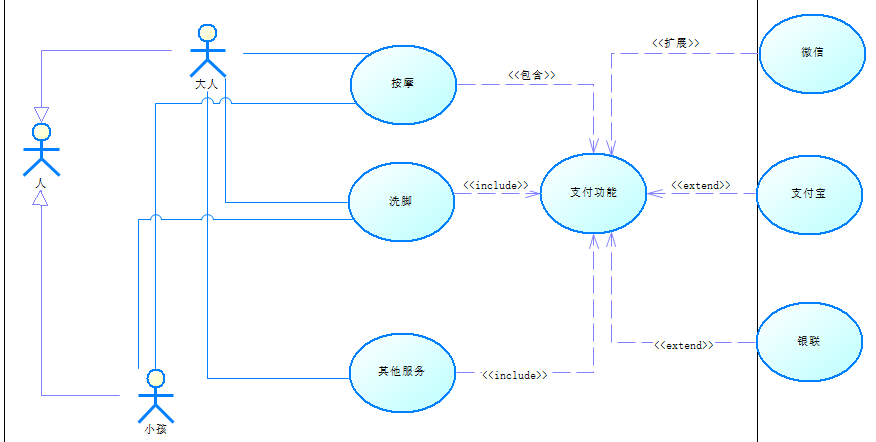 <<扩展>>
微信
<<包含>>
大人
按摩
人
<<include>>
<<extend>>
洗脚
支付功能
支付宝
<<extend>>
银联
其他服务
<<include>>
小孩